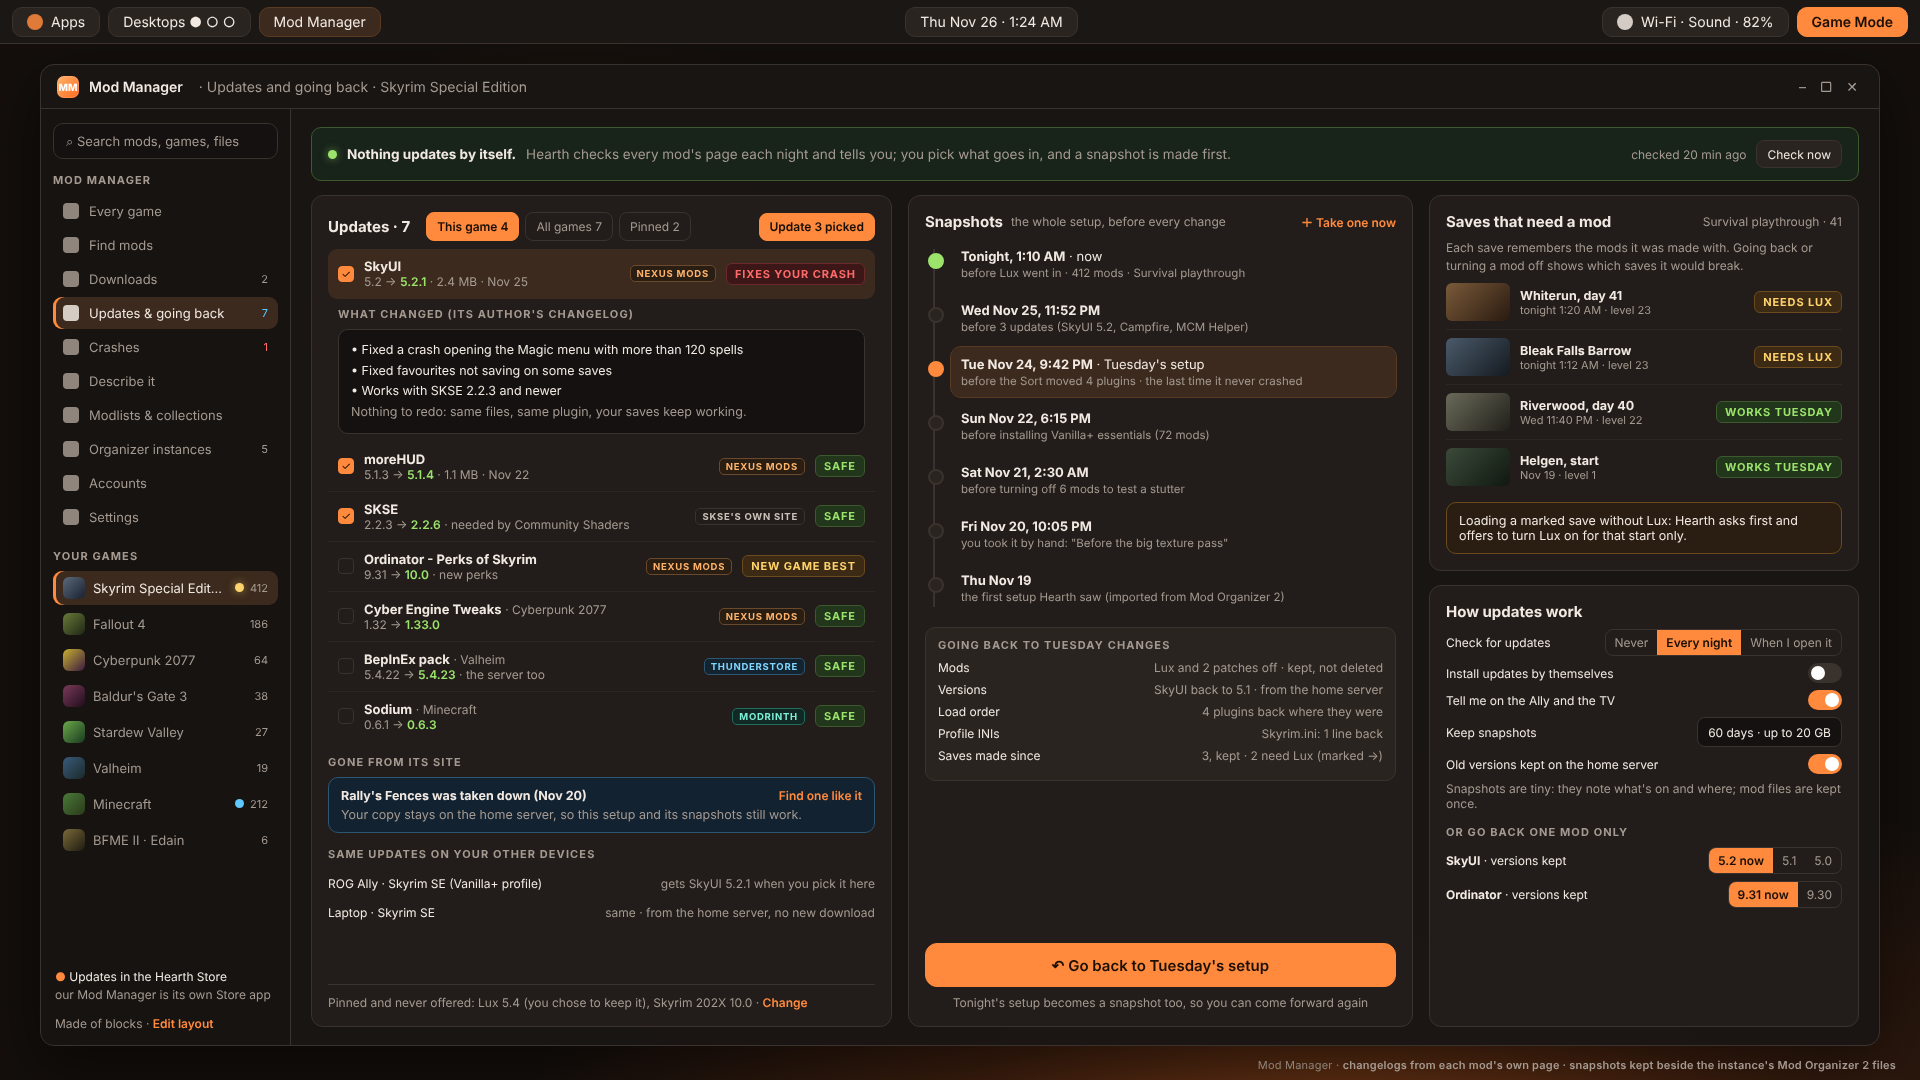 Apps
Desktops
Mod Manager
Thu Nov 26 · 1:24 AM
Wi-Fi · Sound · 82%
Game Mode
MM Mod Manager · Updates and going back · Skyrim Special Edition
Search mods, games, files
MOD MANAGER
Every game
Find mods
Downloads 2
Updates & going back 7
Crashes 1
Describe it
Modlists & collections
Organizer instances 5
Accounts
Settings
YOUR GAMES
Skyrim Special Edit... 412
Fallout 4 186
Cyberpunk 2077 64
Baldur's Gate 3 38
Stardew Valley 27
Valheim 19
Minecraft 212
BFME II · Edain 6
Updates in the Hearth Store
our Mod Manager is its own Store app
Made of blocks · Edit layout
Nothing updates by itself. Hearth checks every mod's page each night and tells you; you pick what goes in, and a snapshot is made first.
checked 20 min ago
Check now
Updates · 7
This game 4
All games 7
Pinned 2
Update 3 picked
SkyUI
5.2 → 5.2.1 · 2.4 MB · Nov 25
NEXUS MODS
FIXES YOUR CRASH
WHAT CHANGED (ITS AUTHOR'S CHANGELOG)
• Fixed a crash opening the Magic menu with more than 120 spells
• Fixed favourites not saving on some saves
• Works with SKSE 2.2.3 and newer
Nothing to redo: same files, same plugin, your saves keep working.
moreHUD
5.1.3 → 5.1.4 · 1.1 MB · Nov 22
NEXUS MODS
SAFE
SKSE
2.2.3 → 2.2.6 · needed by Community Shaders
SKSE'S OWN SITE
SAFE
Ordinator - Perks of Skyrim
9.31 → 10.0 · new perks
NEXUS MODS
NEW GAME BEST
Cyber Engine Tweaks · Cyberpunk 2077
1.32 → 1.33.0
NEXUS MODS
SAFE
BepInEx pack · Valheim
5.4.22 → 5.4.23 · the server too
THUNDERSTORE
SAFE
Sodium · Minecraft
0.6.1 → 0.6.3
MODRINTH
SAFE
GONE FROM ITS SITE
Rally's Fences was taken down (Nov 20)
Find one like it
Your copy stays on the home server, so this setup and its snapshots still work.
SAME UPDATES ON YOUR OTHER DEVICES
ROG Ally · Skyrim SE (Vanilla+ profile) gets SkyUI 5.2.1 when you pick it here
Laptop · Skyrim SE same · from the home server, no new download
Pinned and never offered: Lux 5.4 (you chose to keep it), Skyrim 202X 10.0 · Change
Snapshots the whole setup, before every change
+ Take one now
Tonight, 1:10 AM · now
before Lux went in · 412 mods · Survival playthrough
Wed Nov 25, 11:52 PM
before 3 updates (SkyUI 5.2, Campfire, MCM Helper)
Tue Nov 24, 9:42 PM · Tuesday's setup
before the Sort moved 4 plugins · the last time it never crashed
Sun Nov 22, 6:15 PM
before installing Vanilla+ essentials (72 mods)
Sat Nov 21, 2:30 AM
before turning off 6 mods to test a stutter
Fri Nov 20, 10:05 PM
you took it by hand: "Before the big texture pass"
Thu Nov 19
the first setup Hearth saw (imported from Mod Organizer 2)
GOING BACK TO TUESDAY CHANGES
Mods Lux and 2 patches off · kept, not deleted
Versions SkyUI back to 5.1 · from the home server
Load order 4 plugins back where they were
Profile INIs Skyrim.ini: 1 line back
Saves made since 3, kept · 2 need Lux (marked →)
↶ Go back to Tuesday's setup
Tonight's setup becomes a snapshot too, so you can come forward again
Saves that need a mod
Survival playthrough · 41
Each save remembers the mods it was made with. Going back or
turning a mod off shows which saves it would break.
Whiterun, day 41
tonight 1:20 AM · level 23
NEEDS LUX
Bleak Falls Barrow
tonight 1:12 AM · level 23
NEEDS LUX
Riverwood, day 40
Wed 11:40 PM · level 22
WORKS TUESDAY
Helgen, start
Nov 19 · level 1
WORKS TUESDAY
Loading a marked save without Lux: Hearth asks first and
offers to turn Lux on for that start only.
How updates work
Check for updates Never Every night When I open it
Install updates by themselves
Tell me on the Ally and the TV
Keep snapshots 60 days · up to 20 GB
Old versions kept on the home server
Snapshots are tiny: they note what's on and where; mod files are kept
once.
OR GO BACK ONE MOD ONLY
SkyUI · versions kept 5.2 now 5.1 5.0
Ordinator · versions kept 9.31 now 9.30
Mod Manager · changelogs from each mod's own page · snapshots kept beside the instance's Mod Organizer 2 files